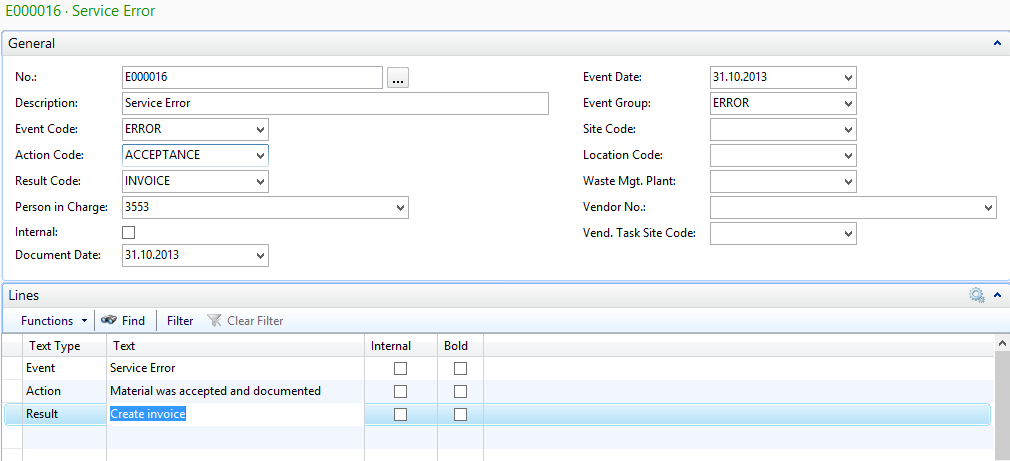 E000016 · Service Error
General
No.: E000016 ...
Event Date: 31.10.2013
Description: Service Error
Event Group: ERROR
Event Code: ERROR
Site Code:
Action Code: ACCEPTANCE
Location Code:
Result Code: INVOICE
Waste Mgt. Plant:
Person in Charge: 3553
Vendor No.:
Internal:
Vend. Task Site Code:
Document Date: 31.10.2013
Lines
Functions Find Filter Clear Filter
Text Type Text Internal Bold
Event Service Error
Action Material was accepted and documented
Result Create invoice